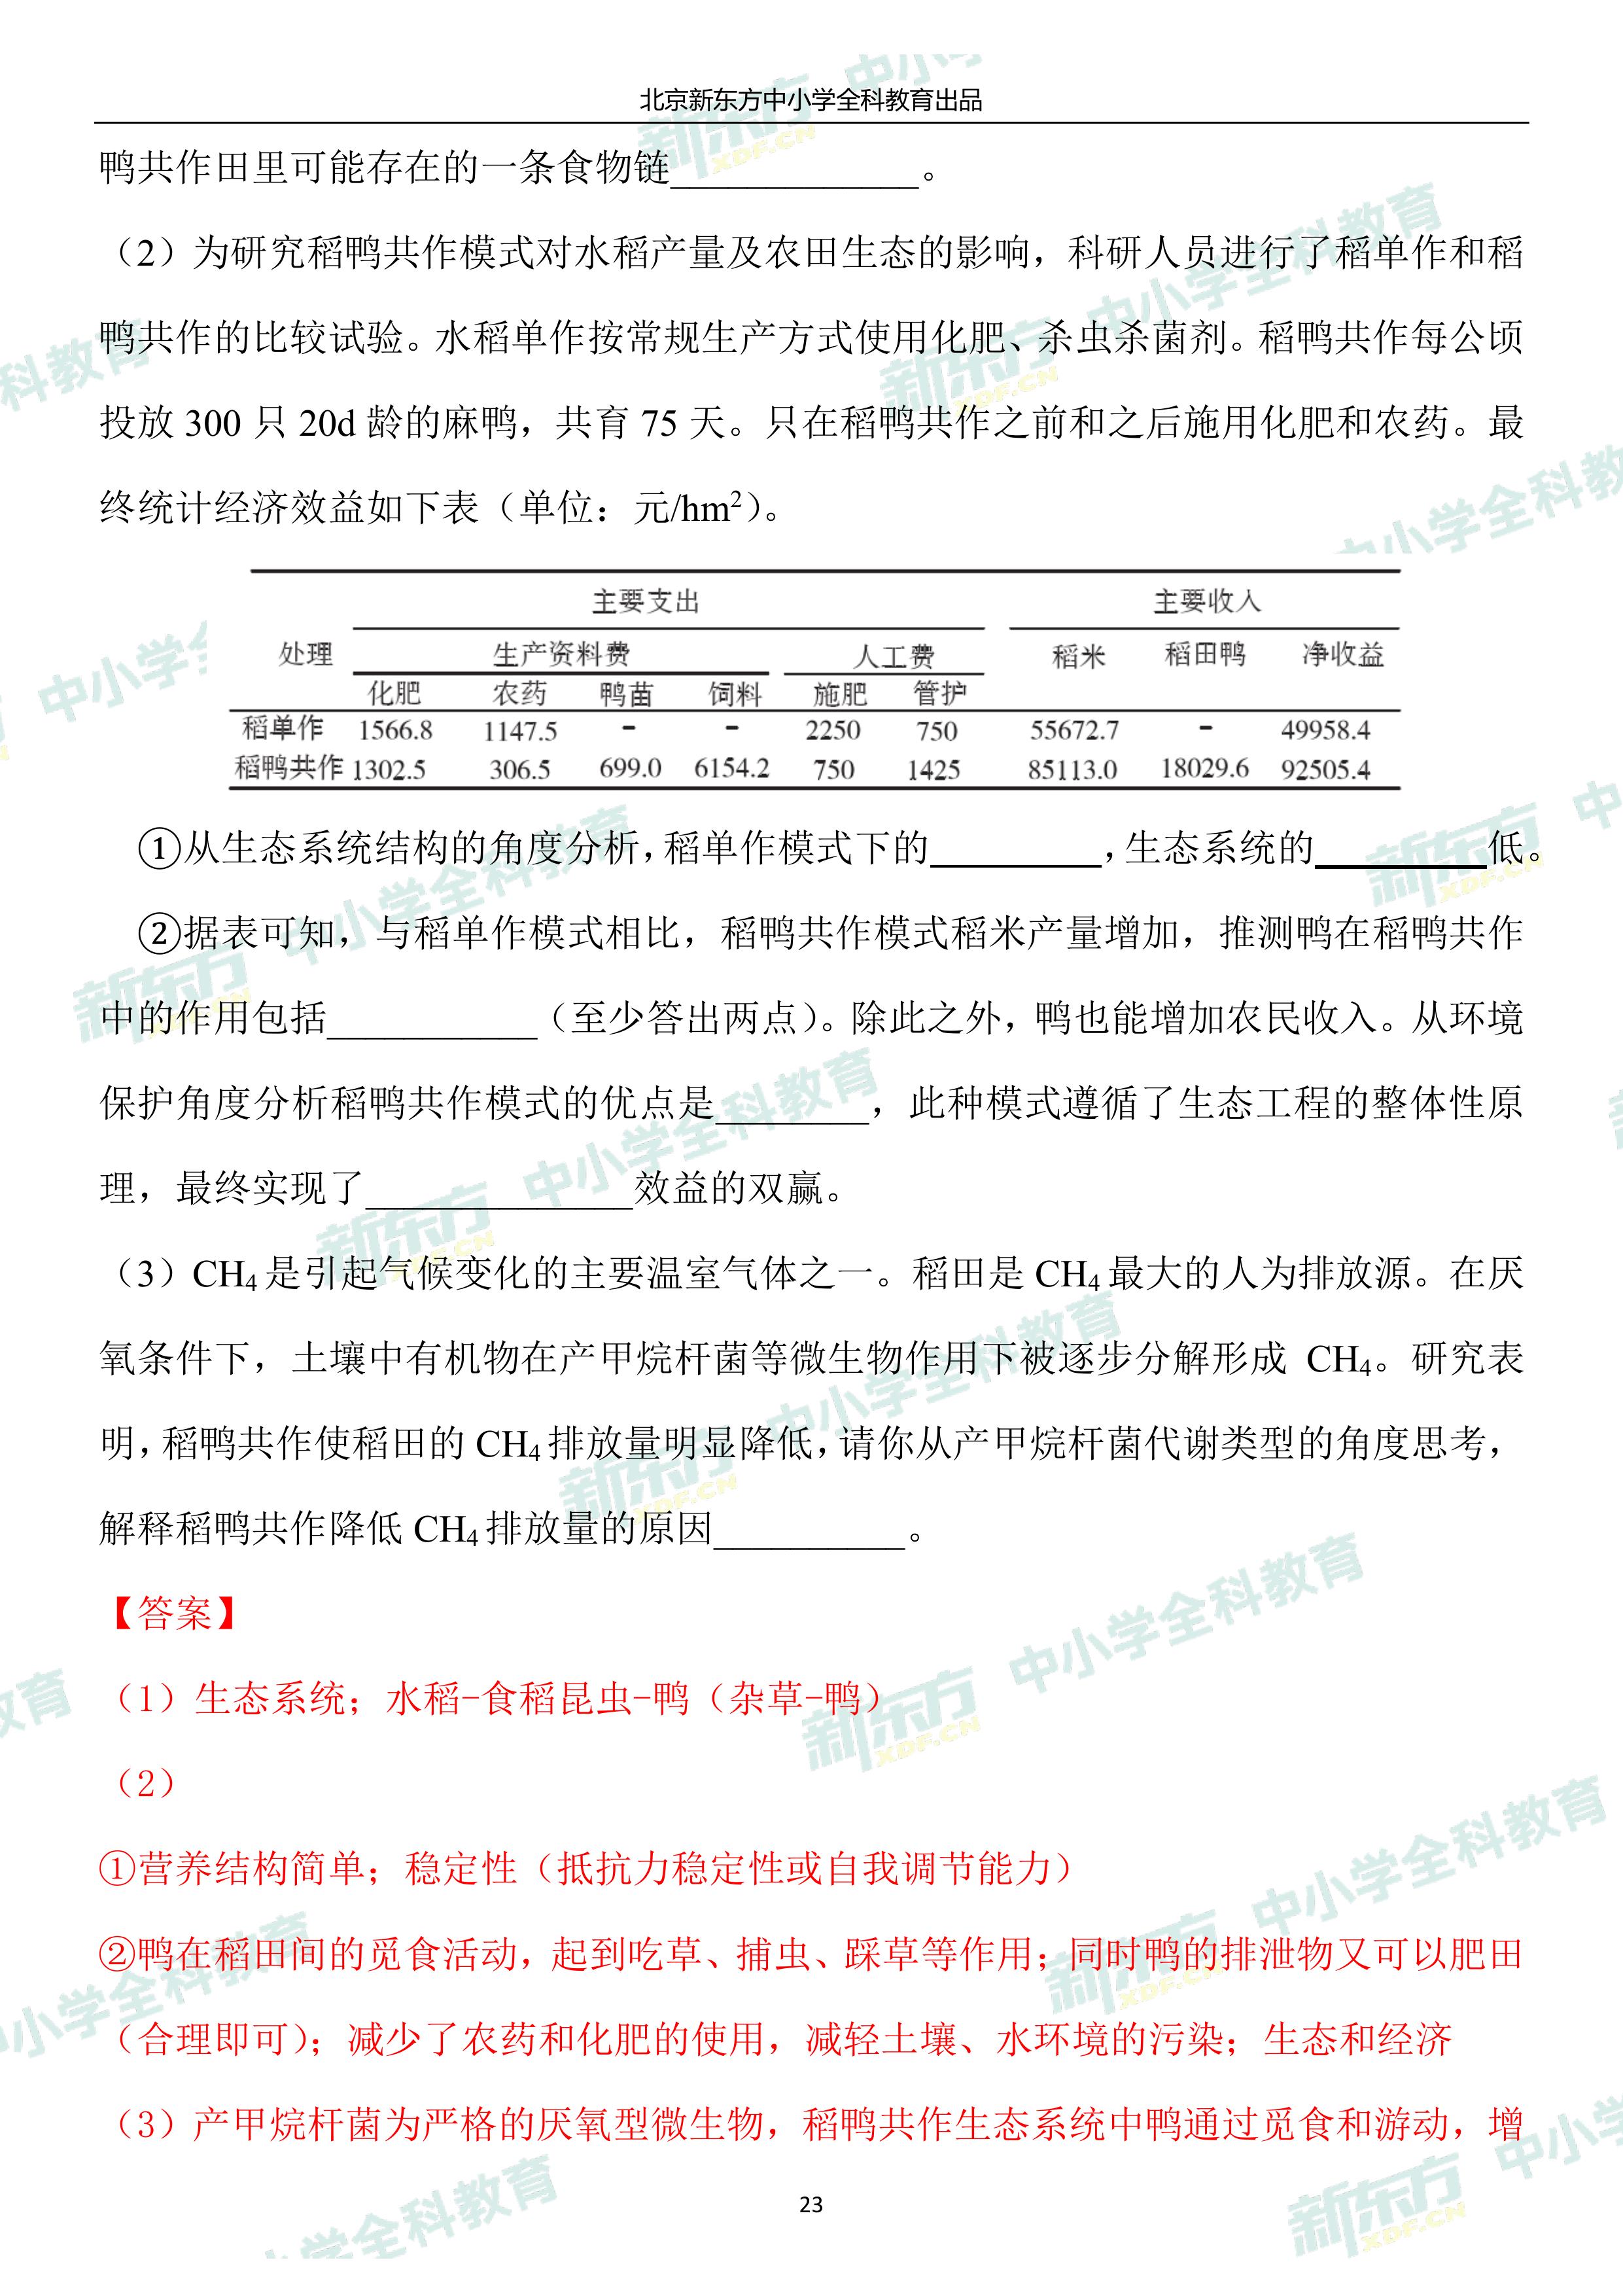 北京新东方中小学全科教育出品
鸭共作田里可能存在的一条食物链_____________。
（2）为研究稻鸭共作模式对水稻产量及农田生态的影响，科研人员进行了稻单作和稻
鸭共作的比较试验。水稻单作按常规生产方式使用化肥、杀虫杀菌剂。稻鸭共作每公顷
投放 300 只 20d 龄的麻鸭，共育 75 天。只在稻鸭共作之前和之后施用化肥和农药。最
终统计经济效益如下表（单位：元/hm²）。
主要支出 主要收入
处理 生产资料费 人工费 稻米 稻田鸭 净收益
化肥 农药 鸭苗 饲料 施肥 管护
稻单作 1566.8 1147.5 - - 2250 750 55672.7 - 49958.4
稻鸭共作 1302.5 306.5 699.0 6154.2 750 1425 85113.0 18029.6 92505.4
①从生态系统结构的角度分析，稻单作模式下的_________，生态系统的_________低。
②据表可知，与稻单作模式相比，稻鸭共作模式稻米产量增加，推测鸭在稻鸭共作
中的作用包括___________（至少答出两点）。除此之外，鸭也能增加农民收入。从环境
保护角度分析稻鸭共作模式的优点是________，此种模式遵循了生态工程的整体性原
理，最终实现了______________效益的双赢。
（3）CH₄是引起气候变化的主要温室气体之一。稻田是 CH₄最大的人为排放源。在厌
氧条件下，土壤中有机物在产甲烷杆菌等微生物作用下被逐步分解形成 CH₄。研究表
明，稻鸭共作使稻田的 CH₄排放量明显降低，请你从产甲烷杆菌代谢类型的角度思考，
解释稻鸭共作降低 CH₄排放量的原因__________。
【答案】
（1）生态系统；水稻-食稻昆虫-鸭（杂草-鸭）
（2）
①营养结构简单；稳定性（抵抗力稳定性或自我调节能力）
②鸭在稻田间的觅食活动，起到吃草、捕虫、踩草等作用；同时鸭的排泄物又可以肥田
（合理即可）；减少了农药和化肥的使用，减轻土壤、水环境的污染；生态和经济
（3）产甲烷杆菌为严格的厌氧型微生物，稻鸭共作生态系统中鸭通过觅食和游动，增
23